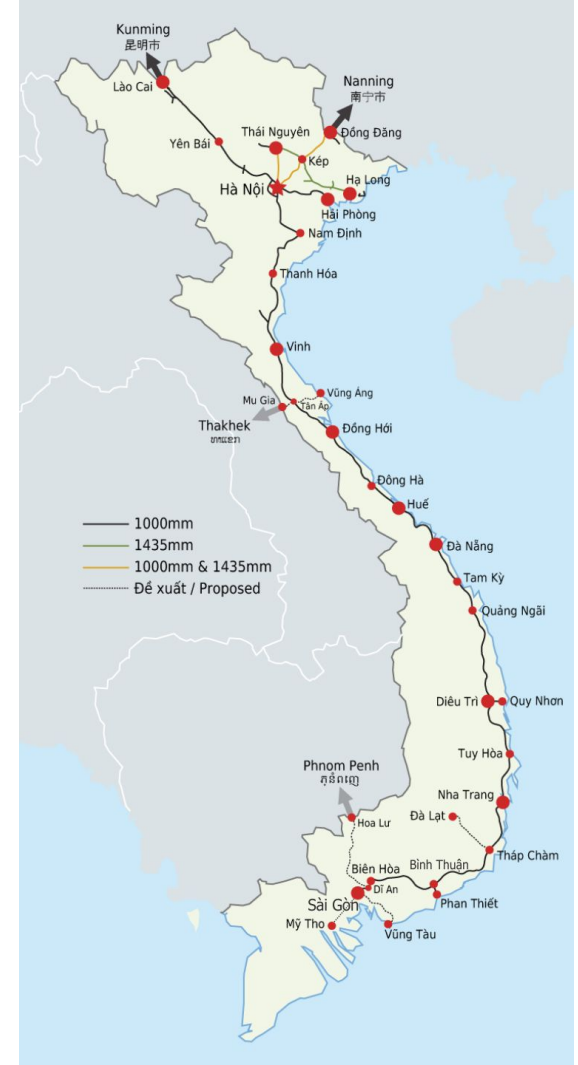 Kunming
昆明市
Nanning
南宁市
Lào Cai
Thái Nguyên
Đồng Đăng
Yên Bái
Kép
Hà Nội
Hạ Long
Hải Phòng
Nam Định
Thanh Hóa
Vinh
Mu Gia
Vũng Áng
Tân Ấp
Thakhek
Đồng Hới
Đông Hà
Huế
1000mm
1435mm
1000mm & 1435mm
Đề xuất / Proposed
Đà Nẵng
Tam Kỳ
Quảng Ngãi
Diêu Trì
Quy Nhơn
Tuy Hòa
Phnom Penh
ភ្នំពេញ
Nha Trang
Đà Lạt
Hoa Lư
Tháp Chàm
Biên Hòa
Bình Thuận
Dĩ An
Sài Gòn
Phan Thiết
Mỹ Tho
Vũng Tàu